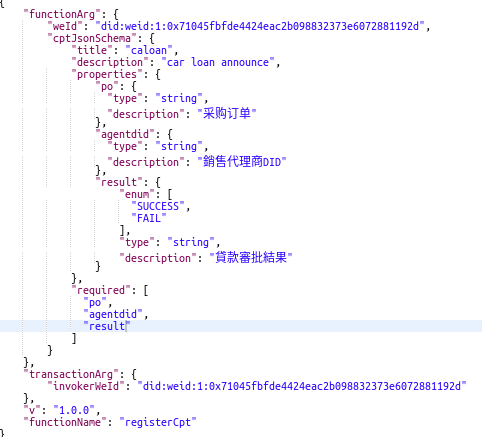 {
"functionArg": {
"weId": "did:weid:1:0x71045fbfde4424eac2b098832373e6072881192d",
"cptJsonSchema": {
"title": "caloan",
"description": "car loan announce",
"properties": {
"po": {
"type": "string",
"description": "采购订单"
},
"agentdid": {
"type": "string",
"description": "銷售代理商DID"
},
"result": {
"enum": [
"SUCCESS",
"FAIL"
],
"type": "string",
"description": "貸款審批結果"
}
},
"required": [
"po",
"agentdid",
"result"
]
}
},
"transactionArg": {
"invokerWeId": "did:weid:1:0x71045fbfde4424eac2b098832373e6072881192d"
},
"v": "1.0.0",
"functionName": "registerCpt"
}